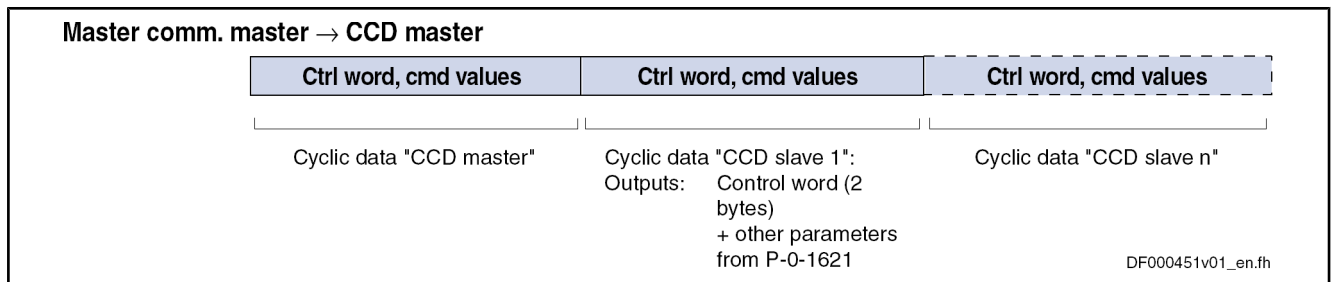 Master comm. master → CCD master
Ctrl word, cmd values Ctrl word, cmd values Ctrl word, cmd values
Cyclic data "CCD master" Cyclic data "CCD slave 1": Cyclic data "CCD slave n"
Outputs: Control word (2
bytes)
+ other parameters
from P-0-1621
DF000451v01_en.fh